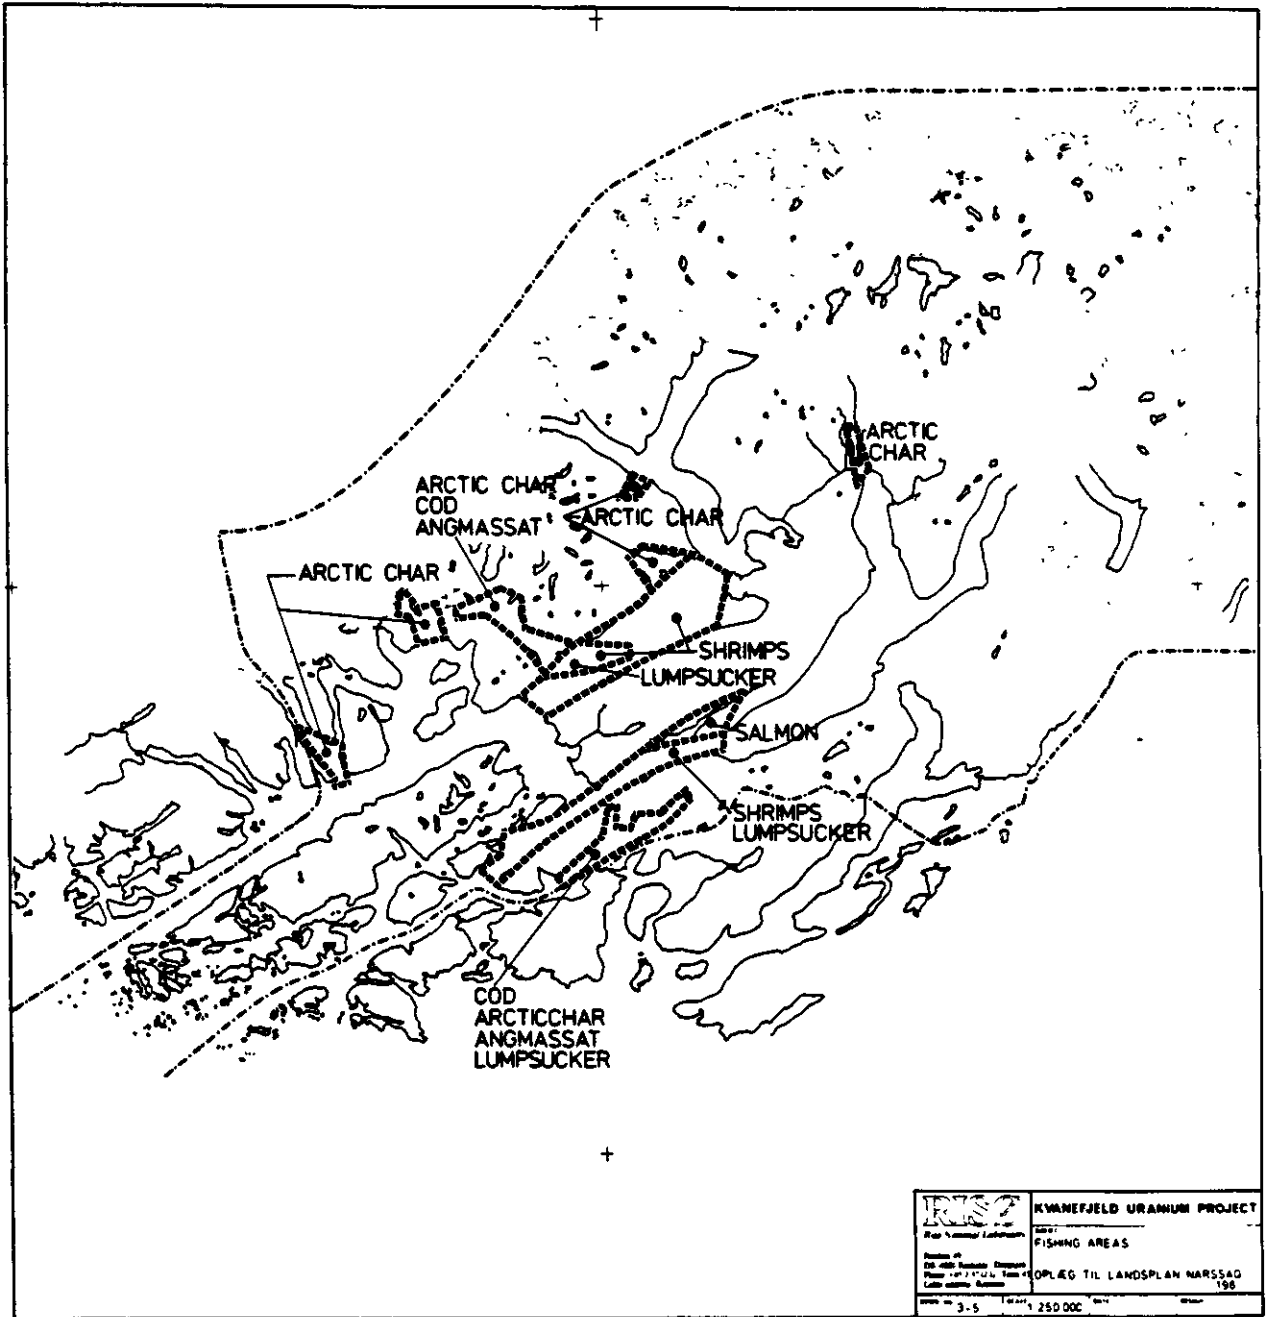 ARCTIC
CHAR
ARCTIC CHAR
COD
ANGMASSAT
ARCTIC CHAR
ARCTIC CHAR
SHRIMPS
LUMPSUCKER
SALMON
SHRIMPS
LUMPSUCKER
COD
ARCTICCHAR
ANGMASSAT
LUMPSUCKER
RISØ
KVANEFJELD URANIUM PROJECT
FISHING AREAS
OPLÆG TIL LANDSPLAN NARSSAQ
198
3-5
1 250 000